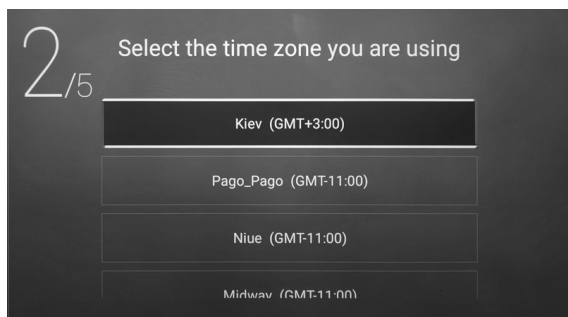 2/5
Select the time zone you are using
Kiev (GMT+3:00)
Pago_Pago (GMT-11:00)
Niue (GMT-11:00)
Midway (GMT-11:00)